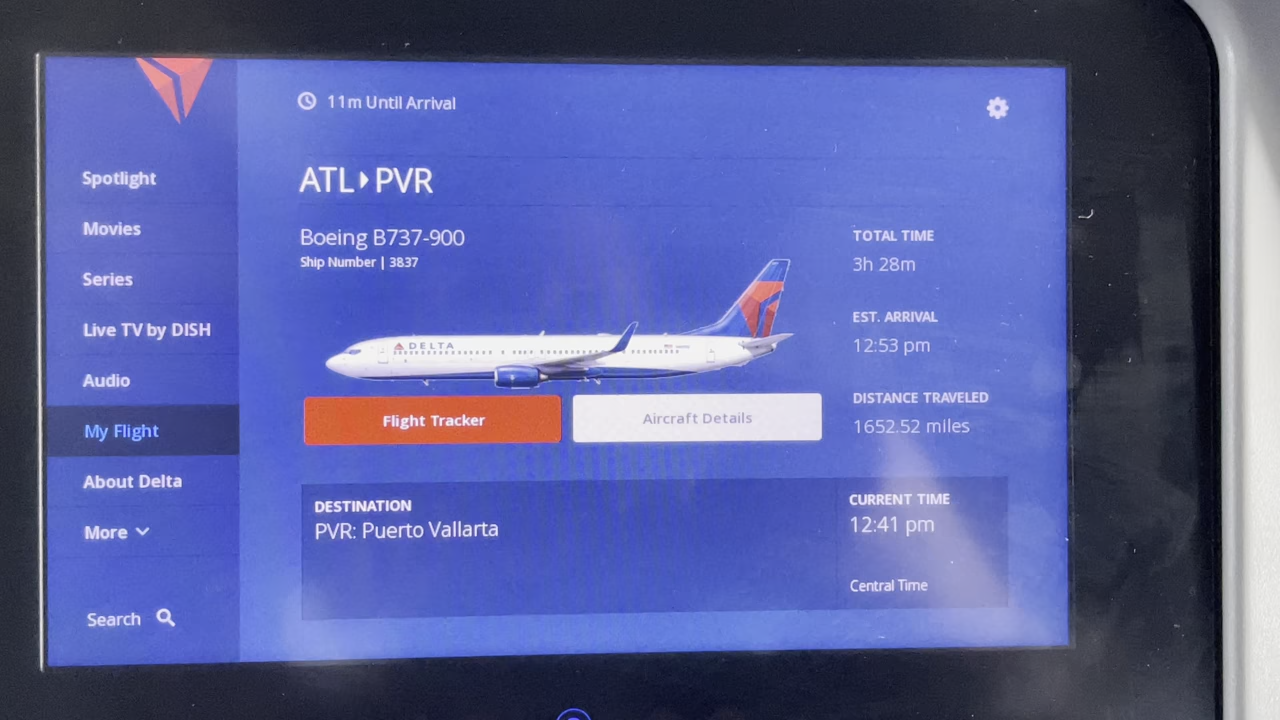 11m Until Arrival
Spotlight
Movies
Series
Live TV by DISH
Audio
My Flight
About Delta
More
Search
ATL PVR
Boeing B737-900
Ship Number | 3837
DELTA
Flight Tracker
Aircraft Details
TOTAL TIME
3h 28m
EST. ARRIVAL
12:53 pm
DISTANCE TRAVELED
1652.52 miles
DESTINATION
PVR: Puerto Vallarta
CURRENT TIME
12:41 pm
Central Time